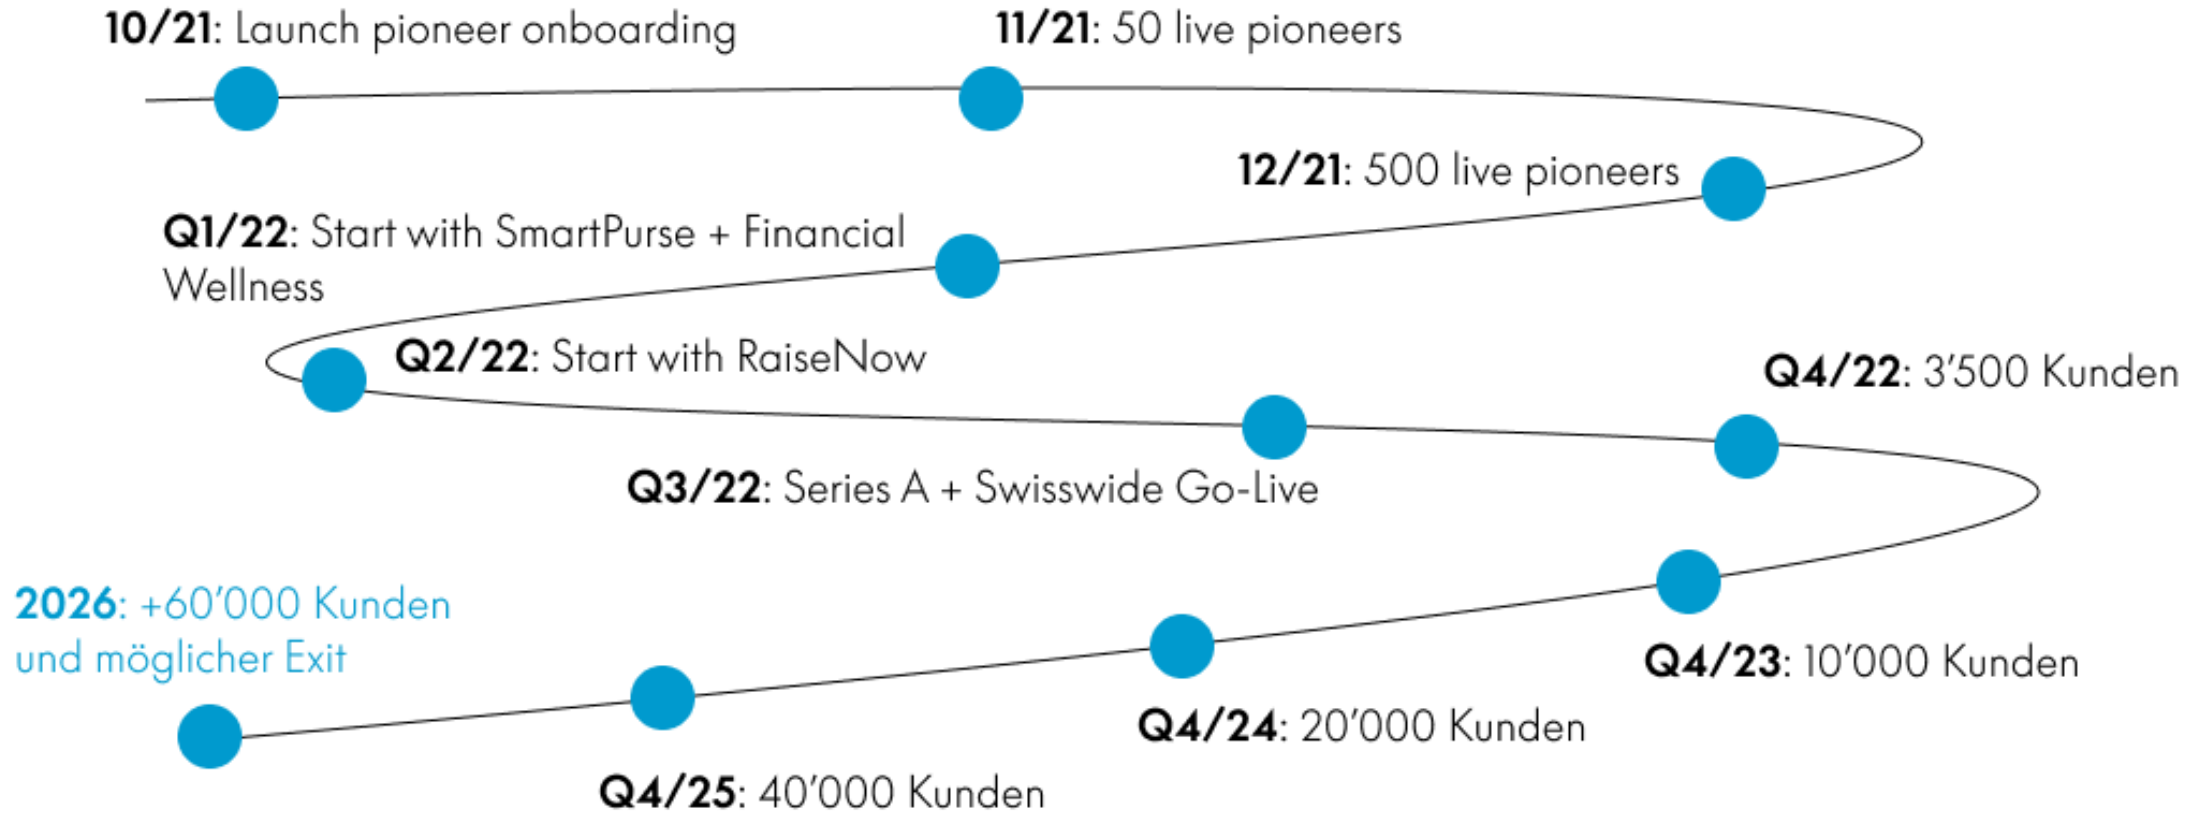 10/21: Launch pioneer onboarding
11/21: 50 live pioneers
12/21: 500 live pioneers
Q1/22: Start with SmartPurse + Financial
Wellness
Q2/22: Start with RaiseNow
Q3/22: Series A + Swisswide Go-Live
Q4/22: 3’500 Kunden
Q4/23: 10’000 Kunden
Q4/24: 20’000 Kunden
Q4/25: 40’000 Kunden
2026: +60’000 Kunden
und möglicher Exit